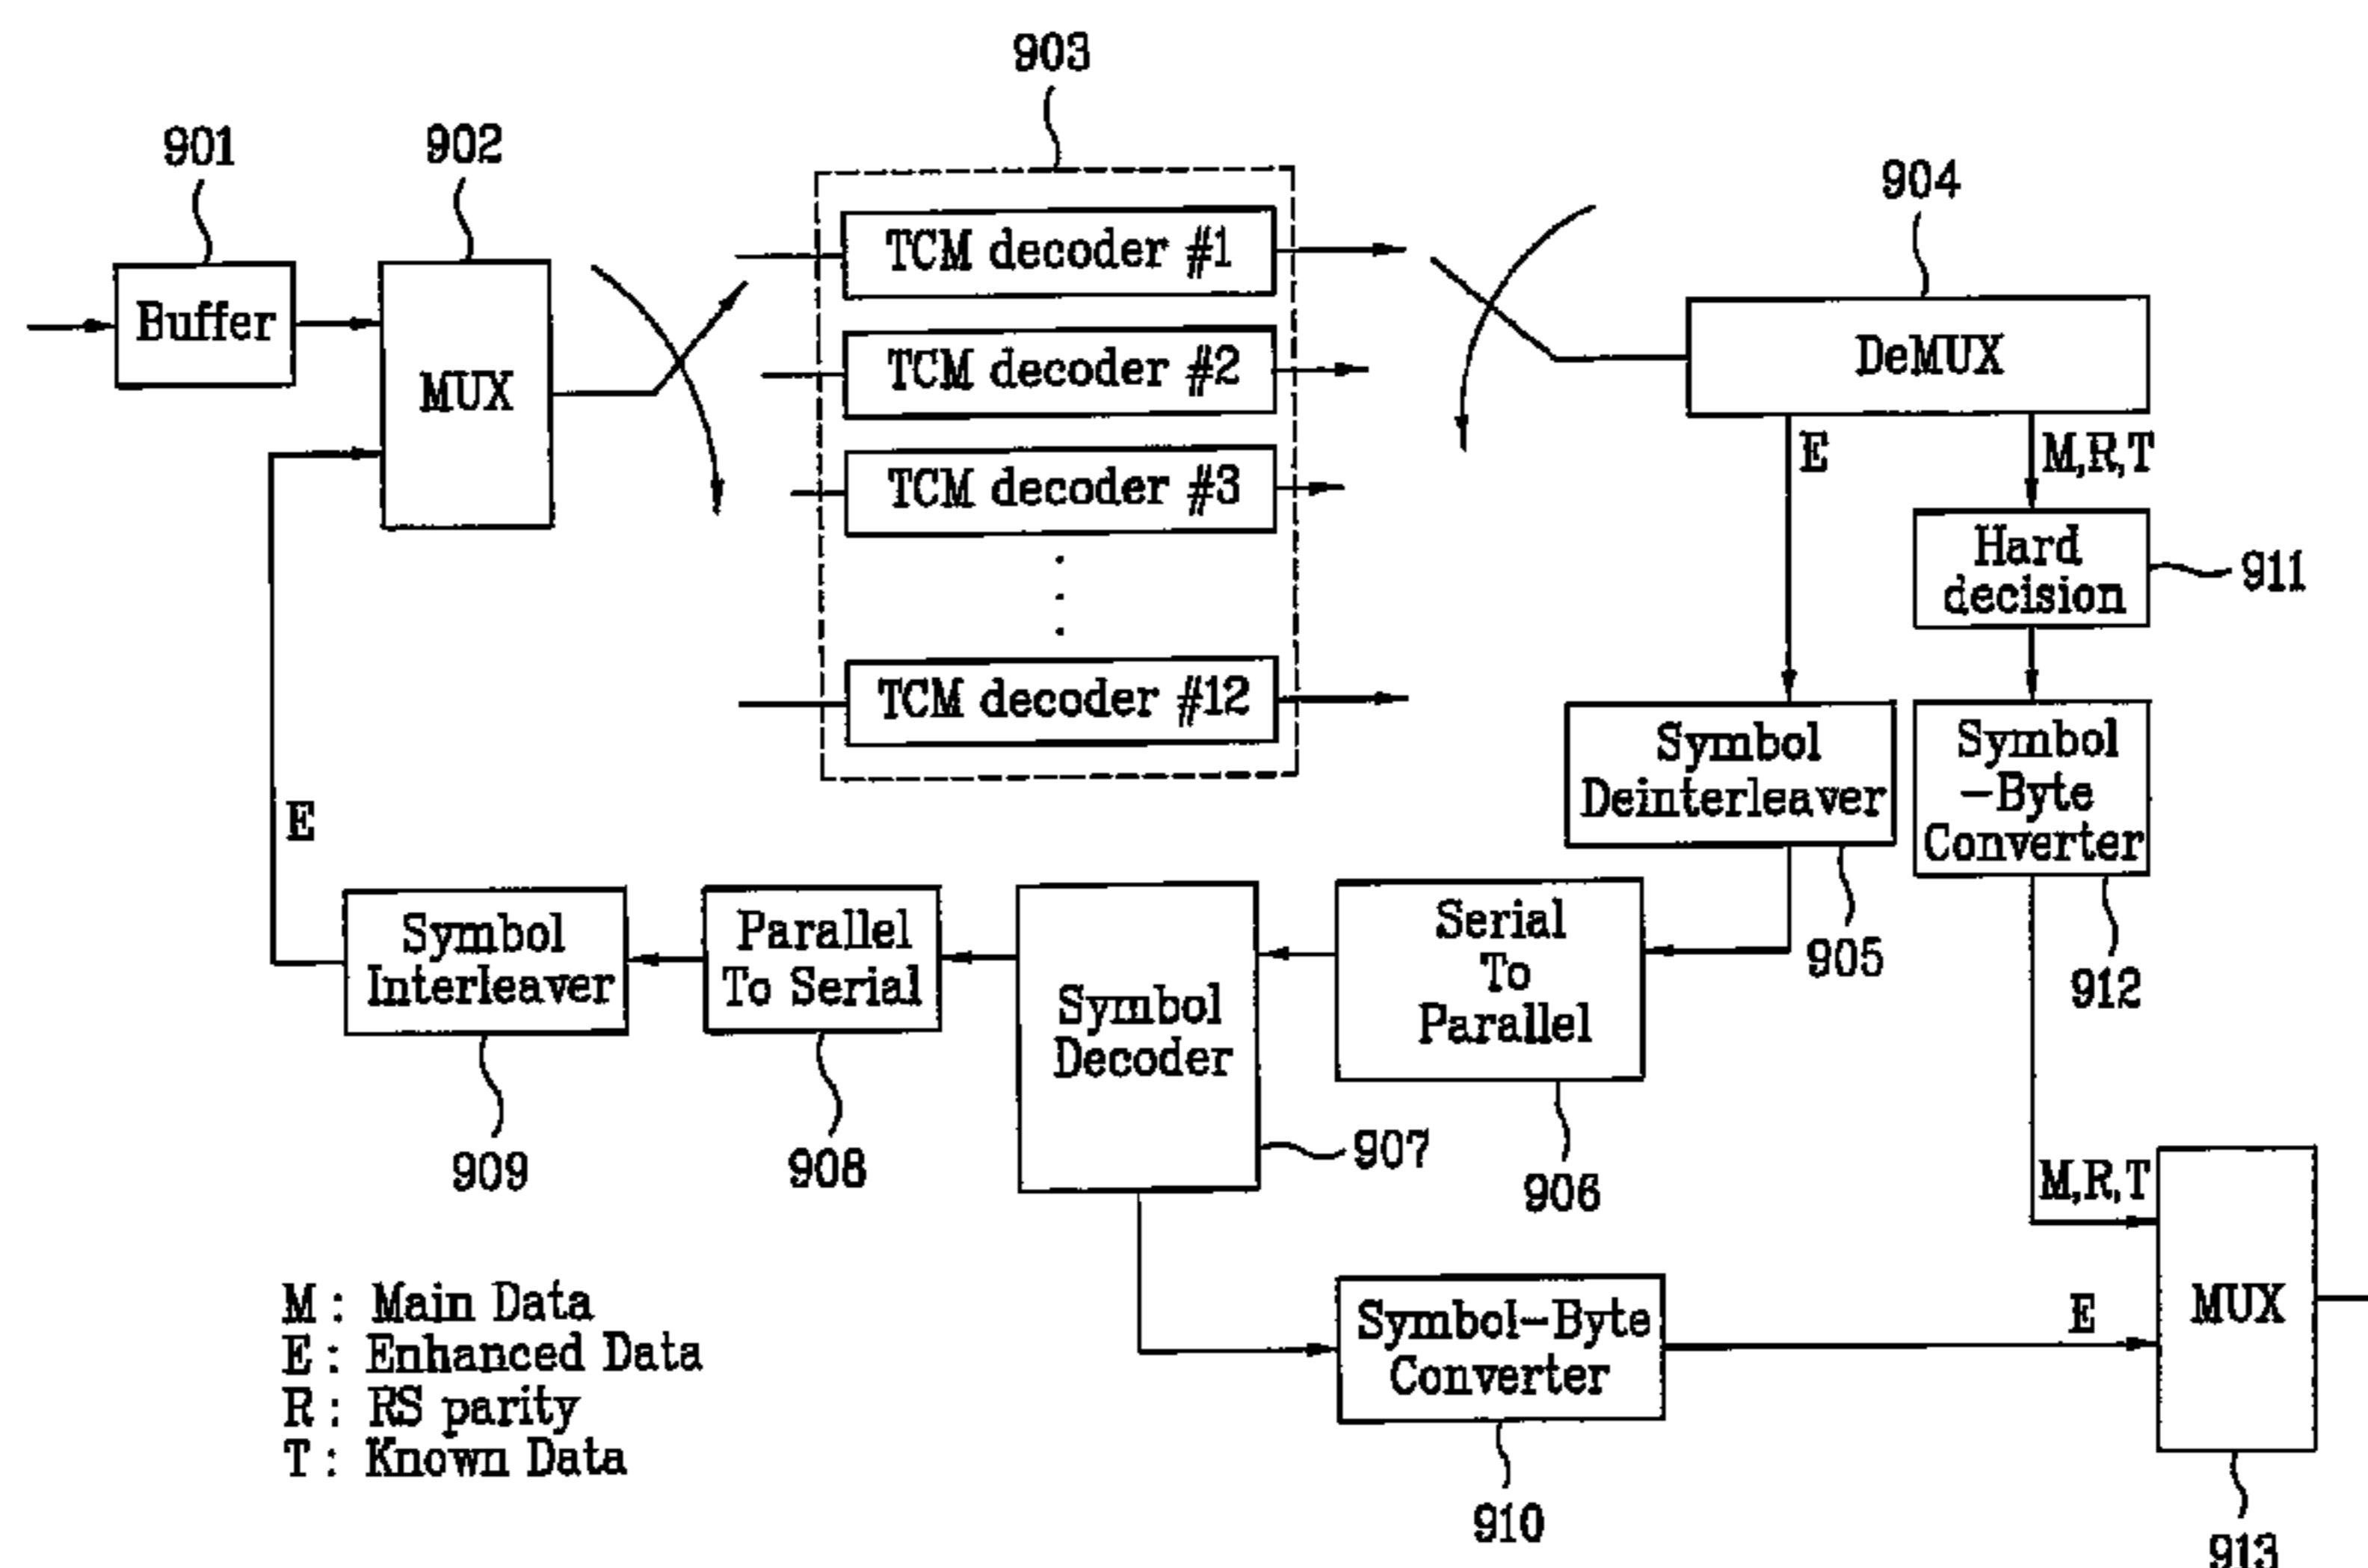 903
901
902
904
Buffer
MUX
TCM decoder #1
TCM decoder #2
TCM decoder #3
TCM decoder #12
DeMUX
E
M,R,T
Hard
decision
911
Symbol
Deinterleaver
905
Symbol
-Byte
Converter
912
E
Symbol
Interleaver
909
Parallel
To Serial
908
Symbol
Decoder
907
Serial
To
Parallel
906
M,R,T
E
MUX
913
Symbol-Byte
Converter
910
M : Main Data
E : Enhanced Data
R : RS parity
T : Known Data